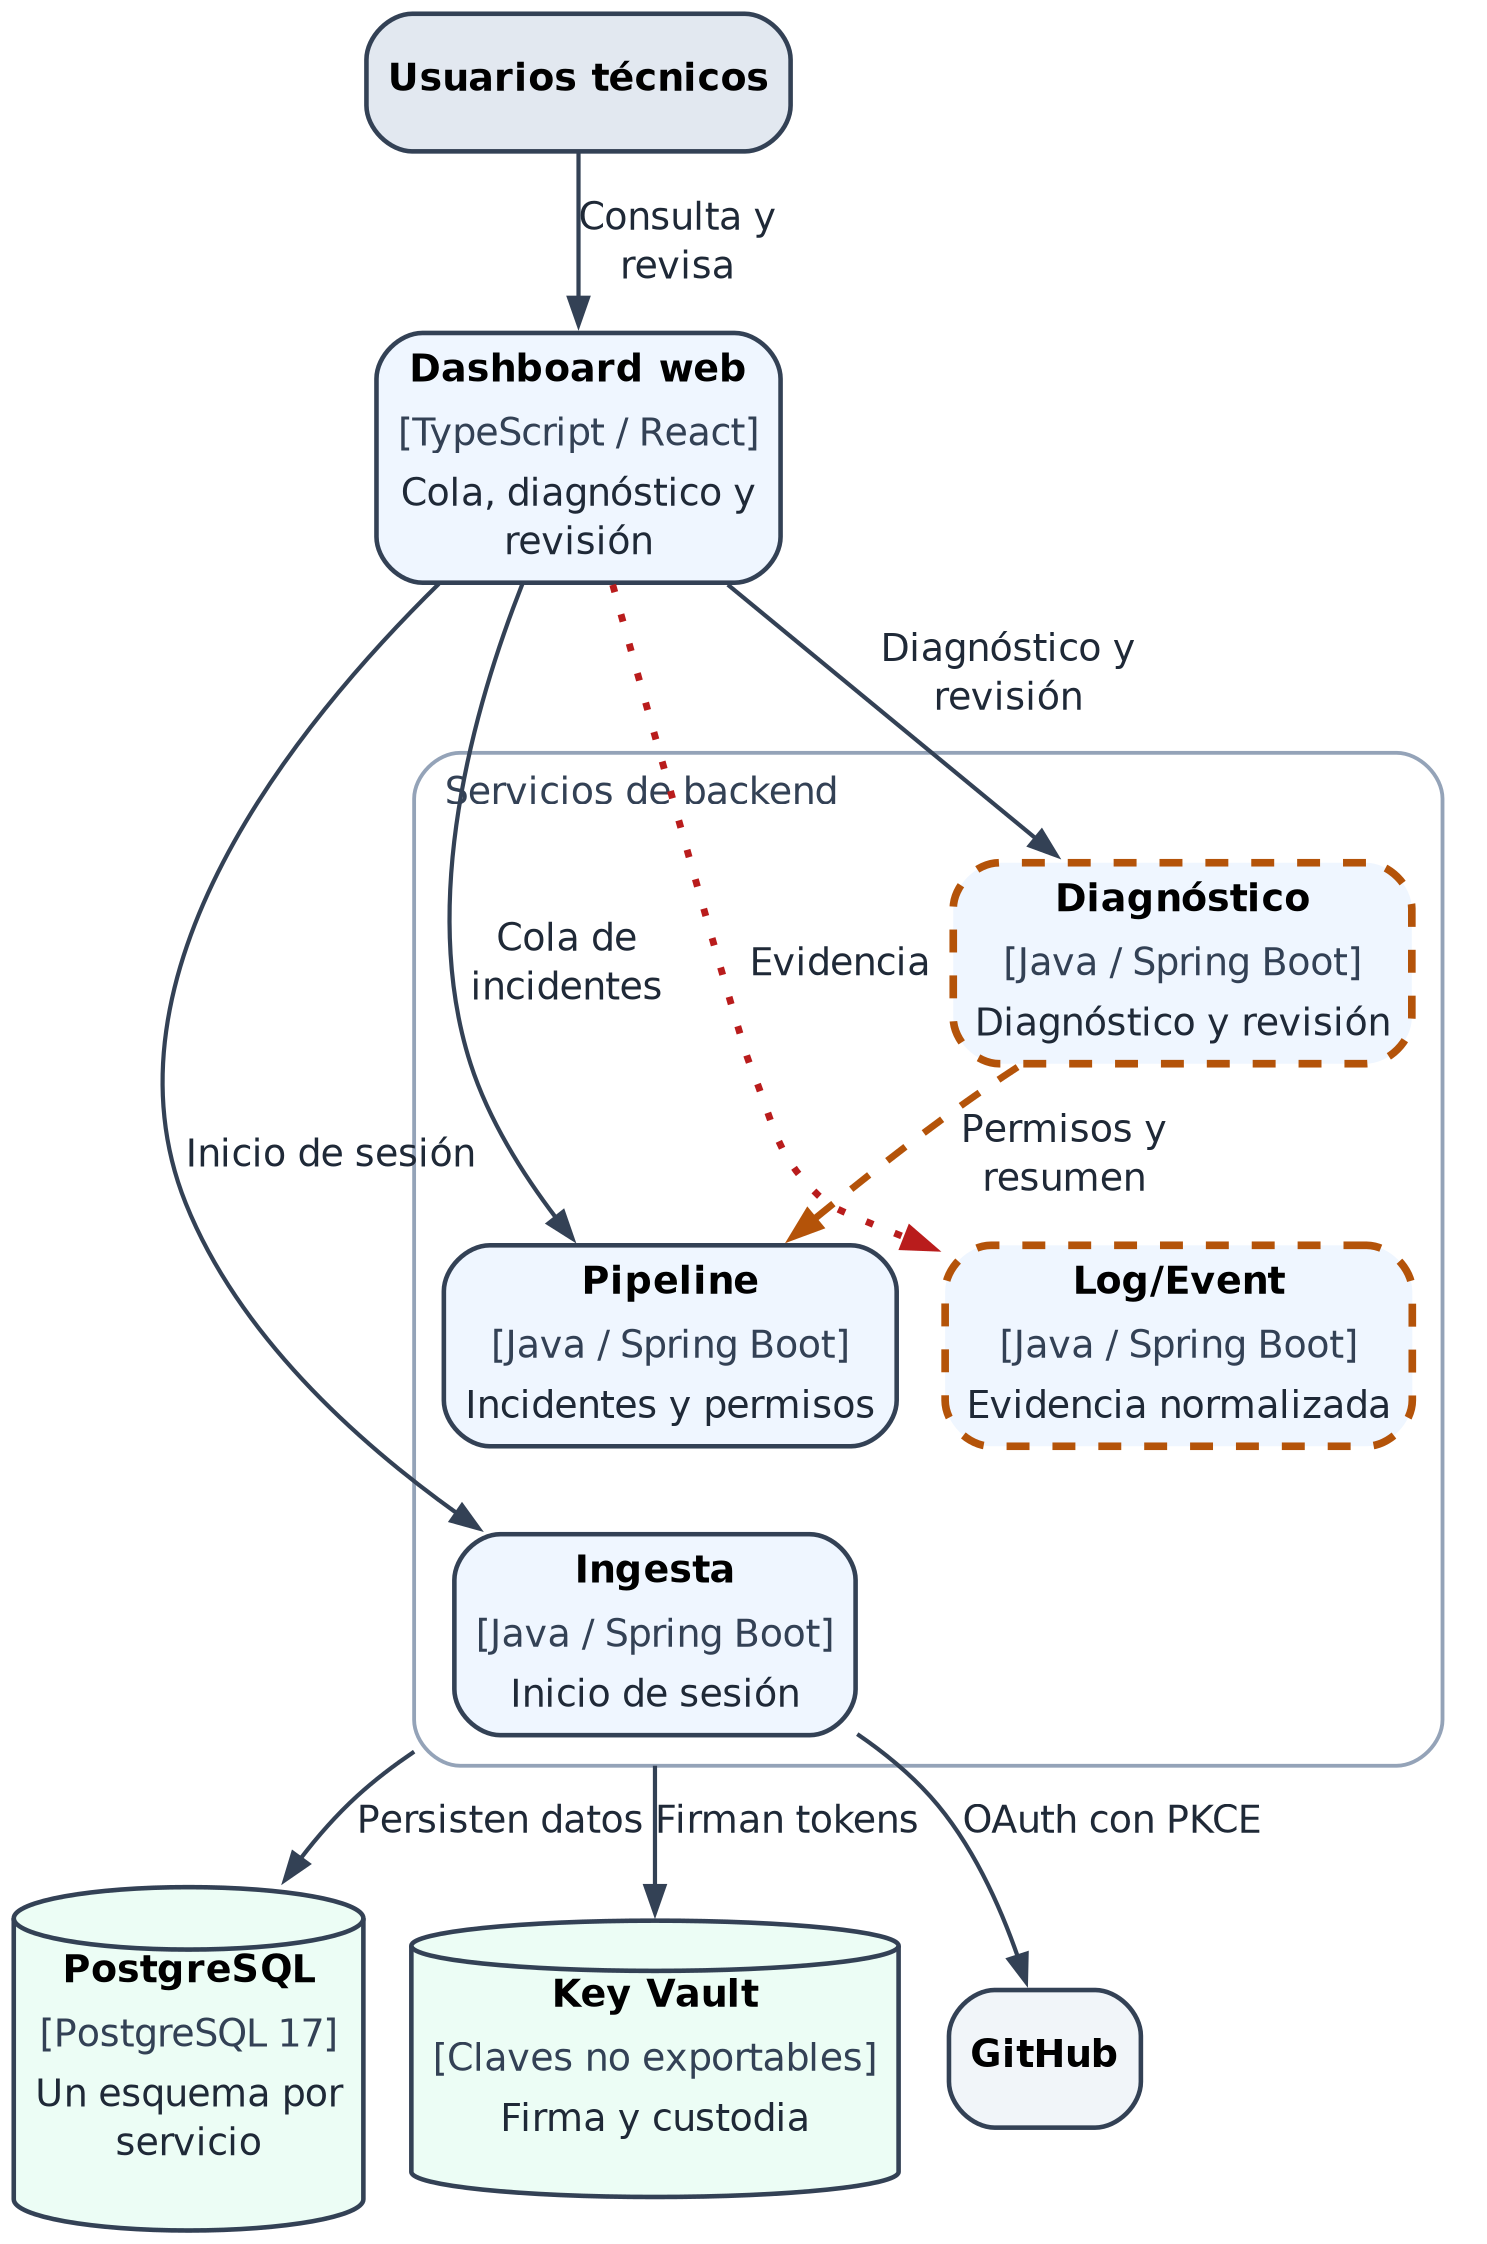 Usuarios técnicos
Consulta y
revisa
Dashboard web
[TypeScript / React]
Cola, diagnóstico y
revisión
Diagnóstico y
revisión
Servicios de backend
Diagnóstico
[Java / Spring Boot]
Diagnóstico y revisión
Cola de
incidentes
Evidencia
Permisos y
resumen
Inicio de sesión
Pipeline
[Java / Spring Boot]
Incidentes y permisos
Log/Event
[Java / Spring Boot]
Evidencia normalizada
Ingesta
[Java / Spring Boot]
Inicio de sesión
Persisten datos
Firman tokens
OAuth con PKCE
PostgreSQL
[PostgreSQL 17]
Un esquema por
servicio
Key Vault
[Claves no exportables]
Firma y custodia
GitHub